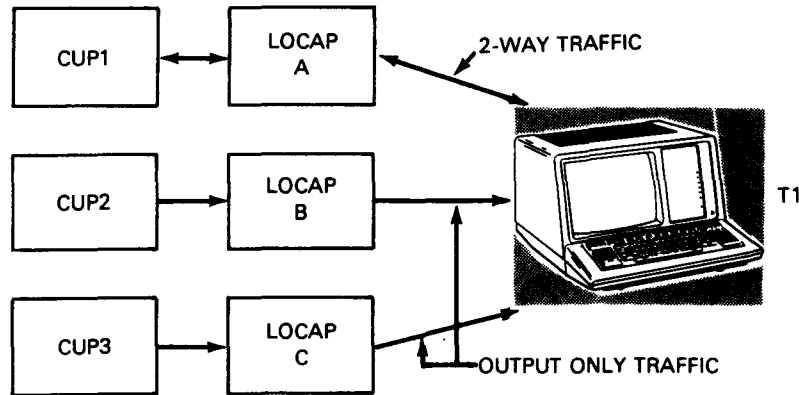 CUP1
LOCAP
A
2-WAY TRAFFIC
CUP2
LOCAP
B
T1
CUP3
LOCAP
C
OUTPUT ONLY TRAFFIC